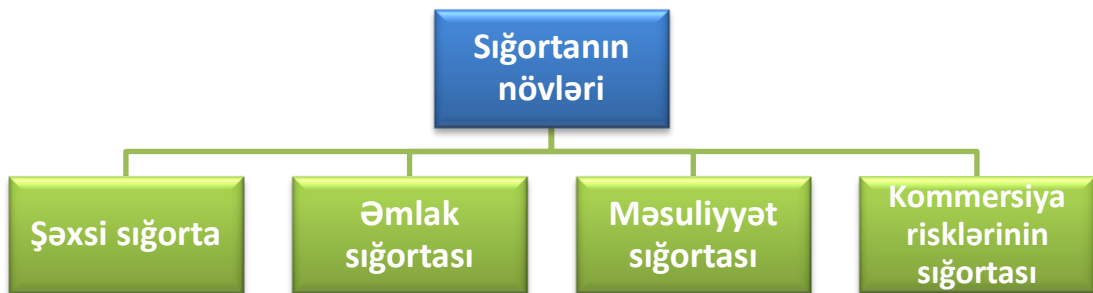 Sığortanın
növləri
Şəxsi sığorta
Əmlak
sığortası
Məsuliyyət
sığortası
Kommersiya
risklərinin
sığortası